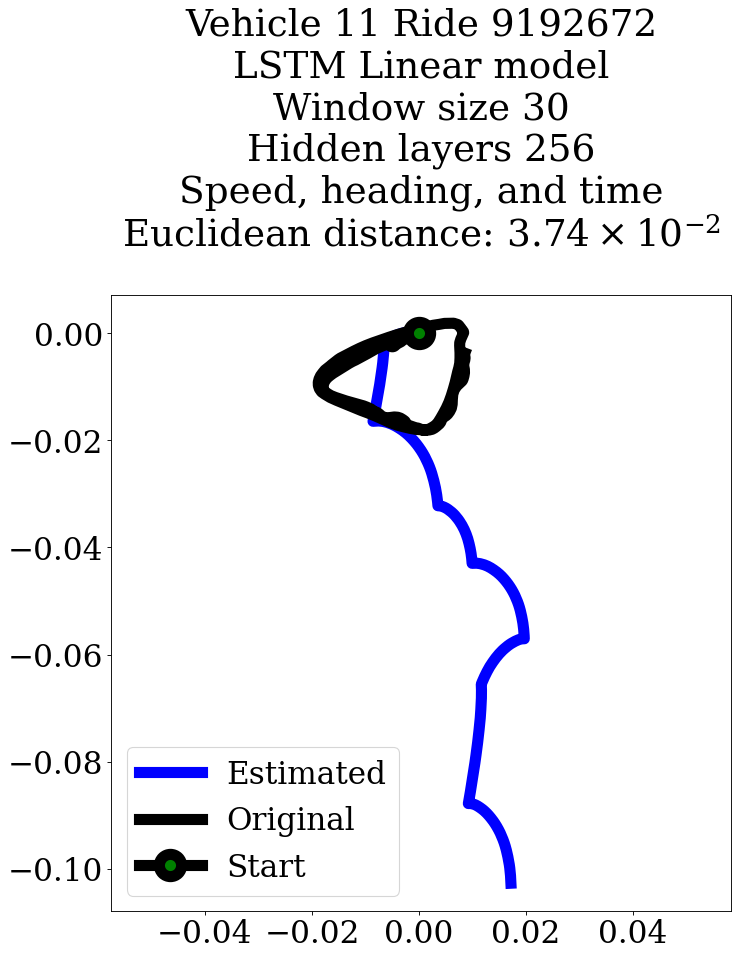 Vehicle 11 Ride 9192672
LSTM Linear model
Window size 30
Hidden layers 256
Speed, heading, and time
Euclidean distance: 3.74 × 10⁻²
0.00
−0.02
−0.04
−0.06
−0.08
−0.10
Estimated
Original
Start
−0.04 −0.02 0.00 0.02 0.04